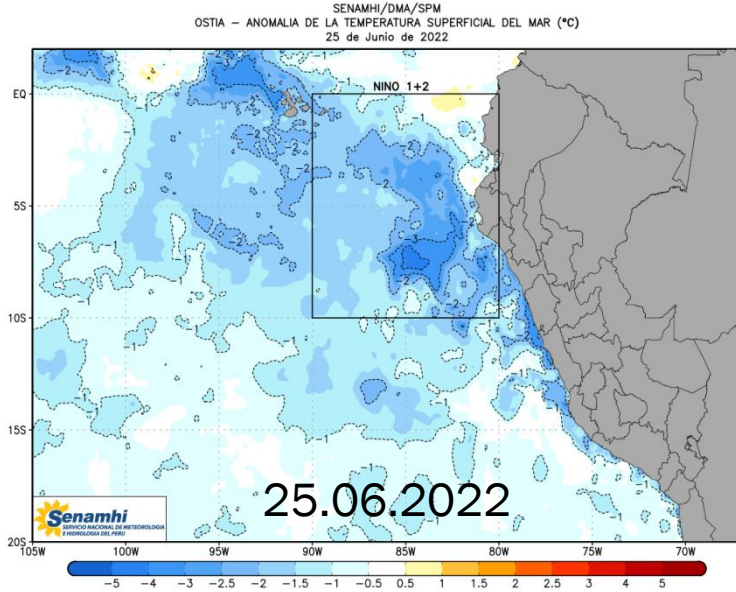 SENAMHI/DMA/SPM
OSTIA – ANOMALIA DE LA TEMPERATURA SUPERFICIAL DEL MAR (°C)
25 de Junio de 2022
NINO 1+2
EQ
5S
10S
15S
20S
105W 100W 95W 90W 85W 80W 75W 70W
25.06.2022
Senamhi
SERVICIO NACIONAL DE METEOROLOGIA
E HIDROLOGIA DEL PERU
-5 -4 -3 -2.5 -2 -1.5 -1 -0.5 0.5 1 1.5 2 2.5 3 4 5